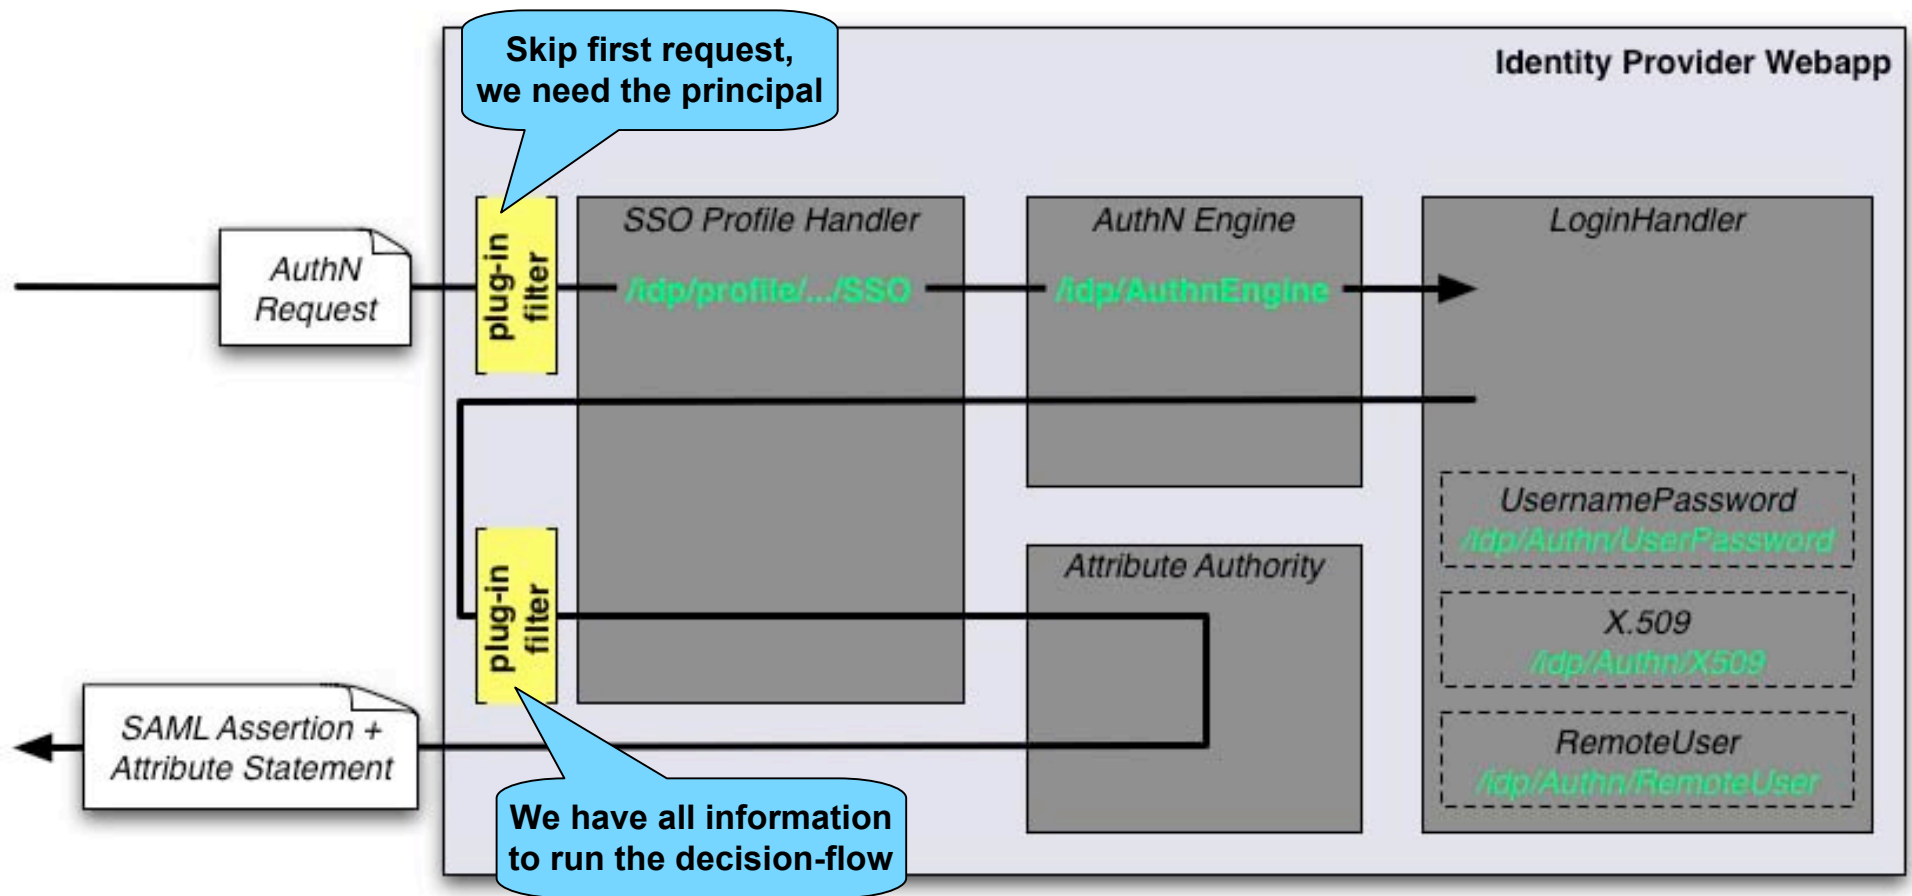 Skip first request,
we need the principal
Identity Provider Webapp
AuthN
Request
plug-in
filter
SSO Profile Handler
/idp/profile/.../SSO
AuthN Engine
/idp/AuthnEngine
LoginHandler
UsernamePassword
/idp/Authn/UserPassword
X.509
/idp/Authn/X509
RemoteUser
/idp/Authn/RemoteUser
plug-in
filter
Attribute Authority
SAML Assertion +
Attribute Statement
We have all information
to run the decision-flow